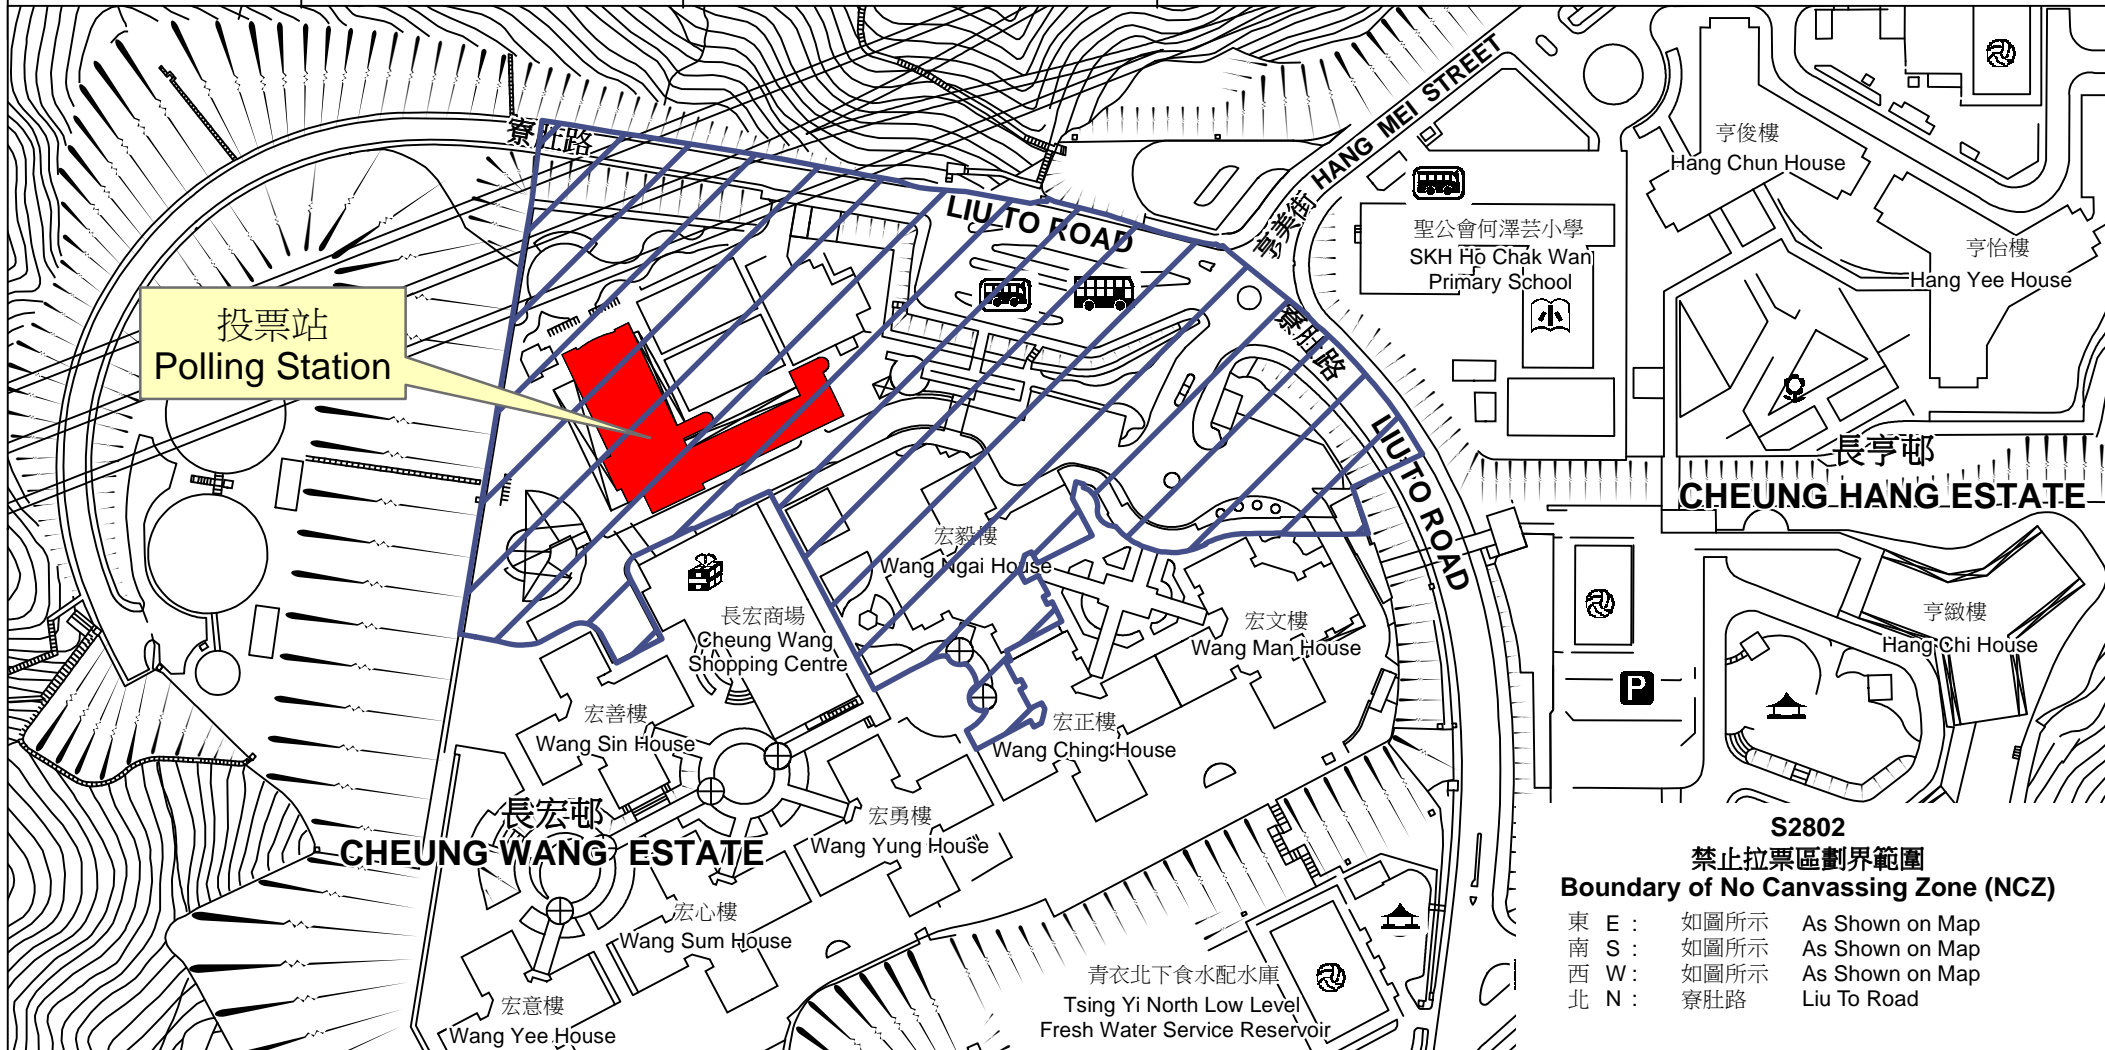 寮肚路
LIU TO ROAD
亨美街 HANG MEI STREET
亨俊樓
Hang Chun House
聖公會何澤芸小學
SKH Ho Chak Wan
Primary School
小
亨怡樓
Hang Yee House
投票站
Polling Station
寮肚路
LIU TO ROAD
長亨邨
CHEUNG HANG ESTATE
宏毅樓
Wang Ngai House
長宏商場
Cheung Wang
Shopping Centre
宏文樓
Wang Man House
亨緻樓
Hang Chi House
P
宏善樓
Wang Sin House
宏正樓
Wang Ching House
長宏邨
CHEUNG WANG ESTATE
宏勇樓
Wang Yung House
宏心樓
Wang Sum House
宏意樓
Wang Yee House
青衣北下食水配水庫
Tsing Yi North Low Level
Fresh Water Service Reservoir
S2802
禁止拉票區劃界範圍
Boundary of No Canvassing Zone (NCZ)
東 E : 如圖所示 As Shown on Map
南 S : 如圖所示 As Shown on Map
西 W : 如圖所示 As Shown on Map
北 N : 寮肚路 Liu To Road